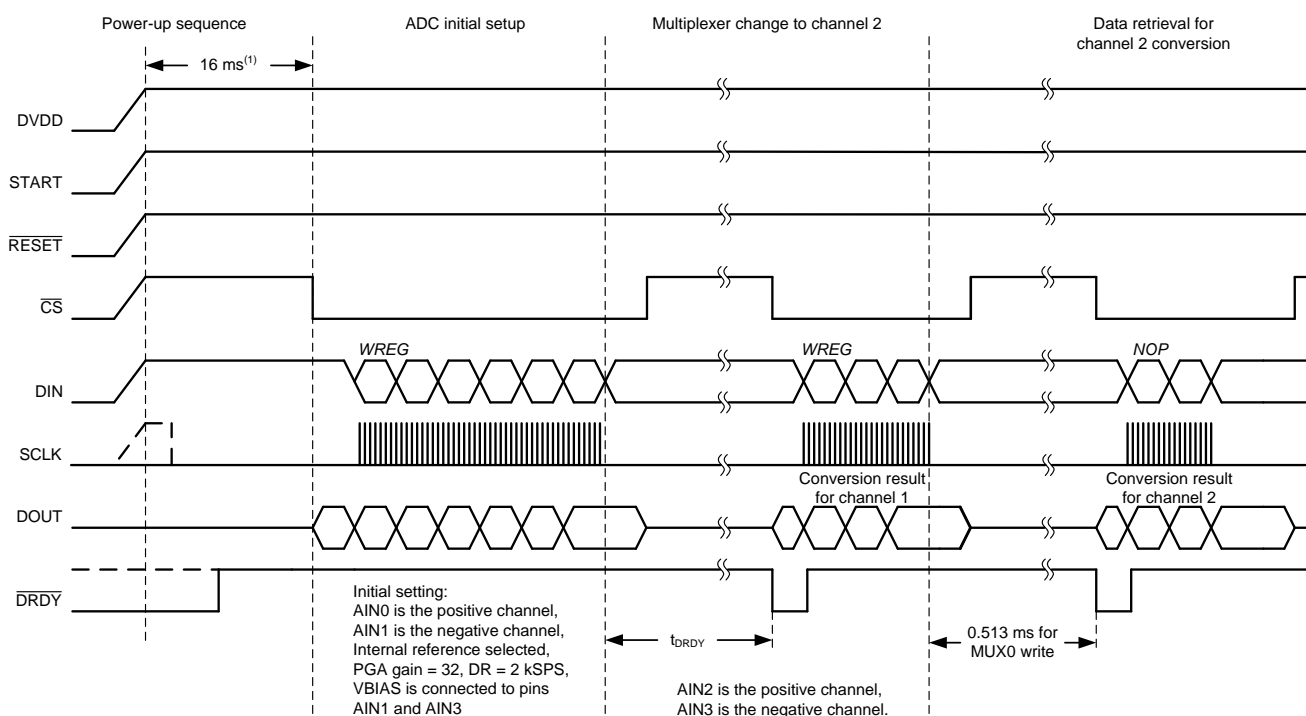 Power-up sequence
ADC initial setup
Multiplexer change to channel 2
Data retrieval for
channel 2 conversion
16 ms(1)
DVDD
START
RESET
CS
WREG
WREG
NOP
DIN
SCLK
Conversion result
for channel 1
Conversion result
for channel 2
DOUT
DRDY
Initial setting:
AIN0 is the positive channel,
AIN1 is the negative channel,
Internal reference selected,
PGA gain = 32, DR = 2 kSPS,
VBIAS is connected to pins
AIN1 and AIN3
tDRDY
0.513 ms for
MUX0 write
AIN2 is the positive channel,
AIN3 is the negative channel.